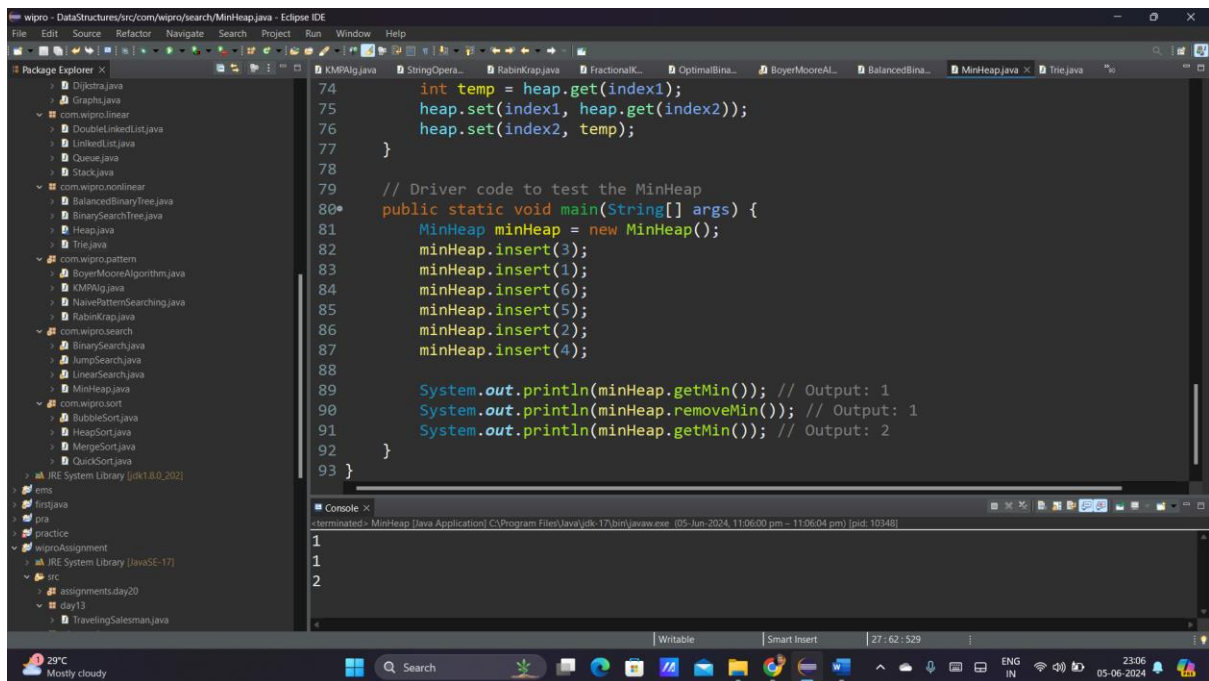 wipro - DataStructures/src/com/wipro/search/MinHeap.java - Eclipse IDE
File Edit Source Refactor Navigate Search Project Run Window Help
Package Explorer
KMPAlg.java StringOpera... RabinKrap.java FractionalK... OptimalBina... BoyerMooreAl... BalancedBina... MinHeap.java Trie.java
Dijkstra.java
Graphs.java
com.wipro.linear
DoubleLinkedList.java
LinlkedList.java
Queue.java
Stack.java
com.wipro.nonlinear
BalancedBinaryTree.java
BinarySearchTree.java
Heap.java
Trie.java
com.wipro.pattern
BoyerMooreAlgorithm.java
KMPAlg.java
NaivePatternSearching.java
RabinKrap.java
com.wipro.search
BinarySearch.java
JumpSearch.java
LinearSearch.java
MinHeap.java
com.wipro.sort
BubbleSort.java
HeapSort.java
MergeSort.java
QuickSort.java
JRE System Library [jdk1.8.0_202]
ems
firstjava
pra
practice
wiproAssignment
JRE System Library [JavaSE-17]
src
assignments.day20
day13
TravelingSalesman.java
74 int temp = heap.get(index1);
75 heap.set(index1, heap.get(index2));
76 heap.set(index2, temp);
77 }
78
79 // Driver code to test the MinHeap
80 public static void main(String[] args) {
81 MinHeap minHeap = new MinHeap();
82 minHeap.insert(3);
83 minHeap.insert(1);
84 minHeap.insert(6);
85 minHeap.insert(5);
86 minHeap.insert(2);
87 minHeap.insert(4);
88
89 System.out.println(minHeap.getMin()); // Output: 1
90 System.out.println(minHeap.removeMin()); // Output: 1
91 System.out.println(minHeap.getMin()); // Output: 2
92 }
93 }
Console
<terminated> MinHeap [Java Application] C:\Program Files\Java\jdk-17\bin\javaw.exe (05-Jun-2024, 11:06:00 pm – 11:06:04 pm) [pid: 10348]
1
1
2
Writable Smart Insert 27 : 62 : 529
1
29°C
Mostly cloudy
Search
ENG
IN
23:06
05-06-2024